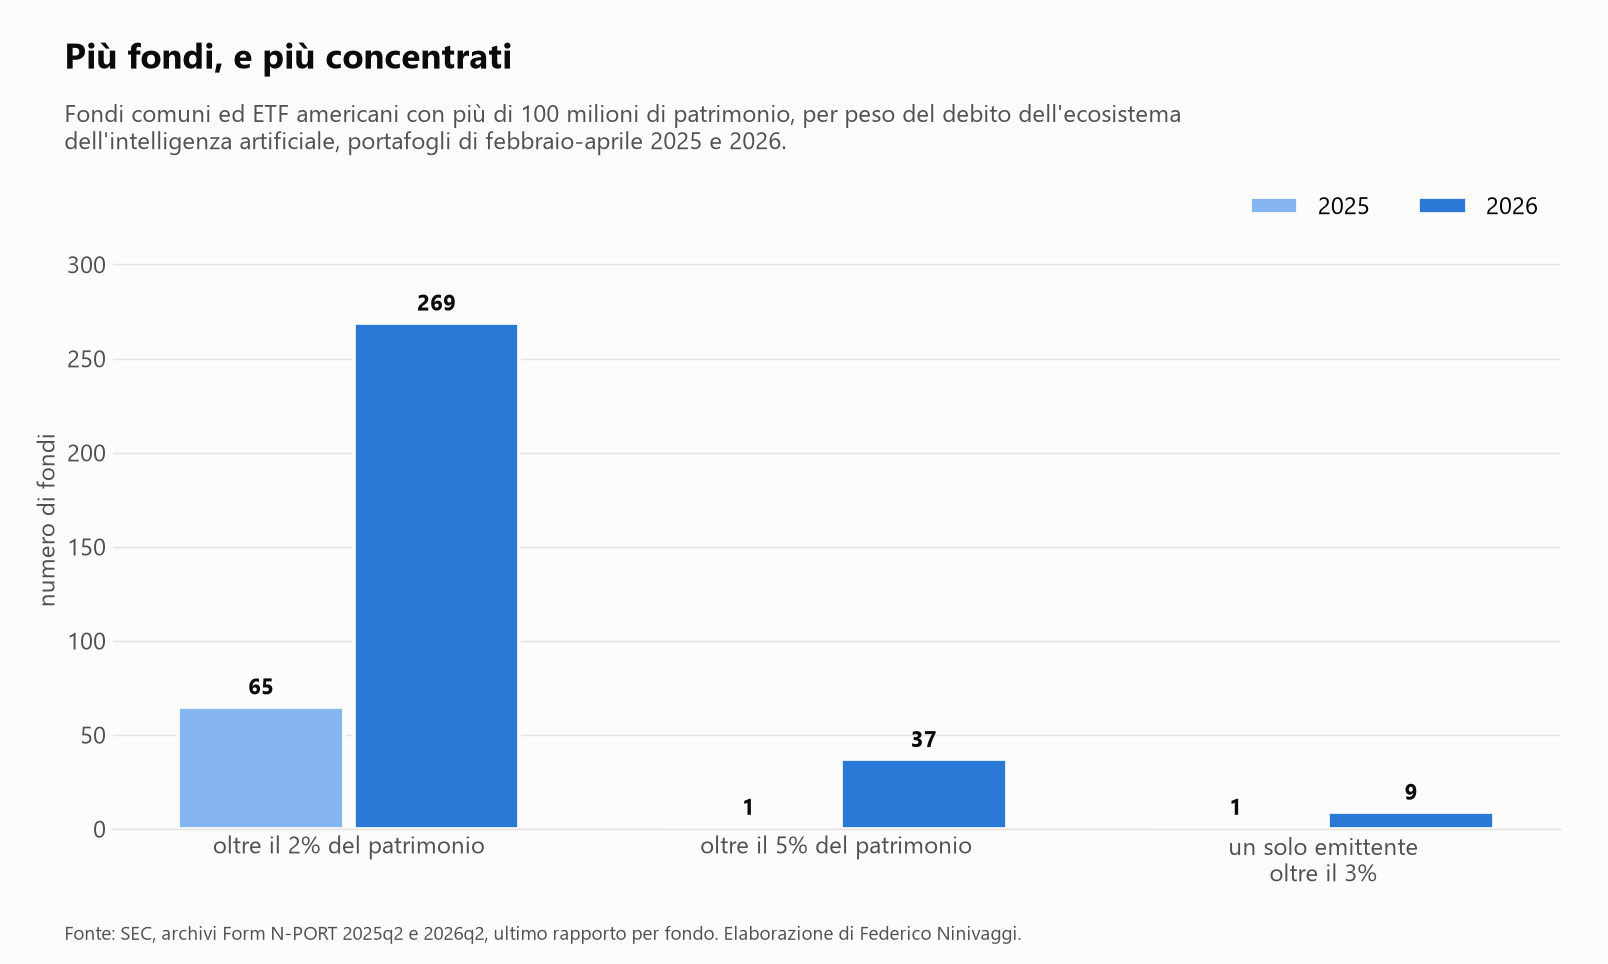 Più fondi, e più concentrati
Fondi comuni ed ETF americani con più di 100 milioni di patrimonio, per peso del debito dell'ecosistema
dell'intelligenza artificiale, portafogli di febbraio-aprile 2025 e 2026.
2025 2026
numero di fondi
300
250
200
150
100
50
0
65
269
1
37
1
9
oltre il 2% del patrimonio
oltre il 5% del patrimonio
un solo emittente
oltre il 3%
Fonte: SEC, archivi Form N-PORT 2025q2 e 2026q2, ultimo rapporto per fondo. Elaborazione di Federico Ninivaggi.